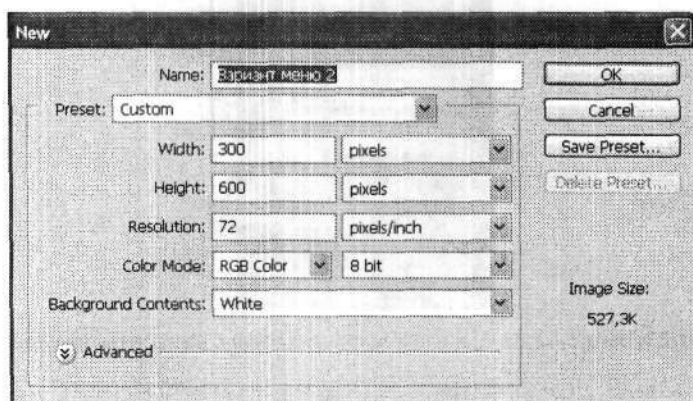 New
Name: Вариант меню 2
OK
Preset: Custom
Cancel
Width: 300 pixels
Save Preset...
Height: 600 pixels
Delete Preset...
Resolution: 72 pixels/inch
Color Mode: RGB Color 8 bit
Background Contents: White
Image Size:
527,3K
Advanced